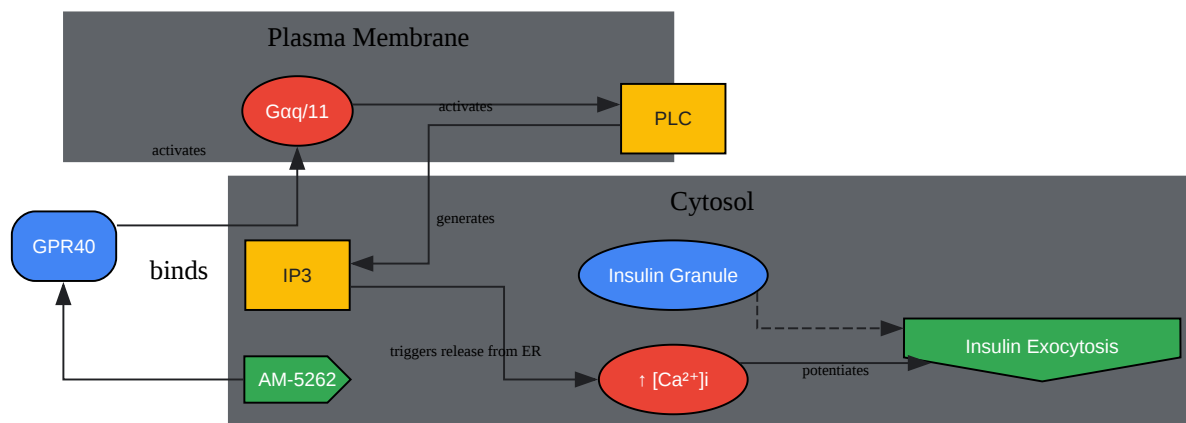 Plasma Membrane
Gαq/11
activates
PLC
activates
Cytosol
generates
GPR40
binds
IP3
Insulin Granule
triggers release from ER
Insulin Exocytosis
AM-5262
↑ [Ca²⁺]i
potentiates